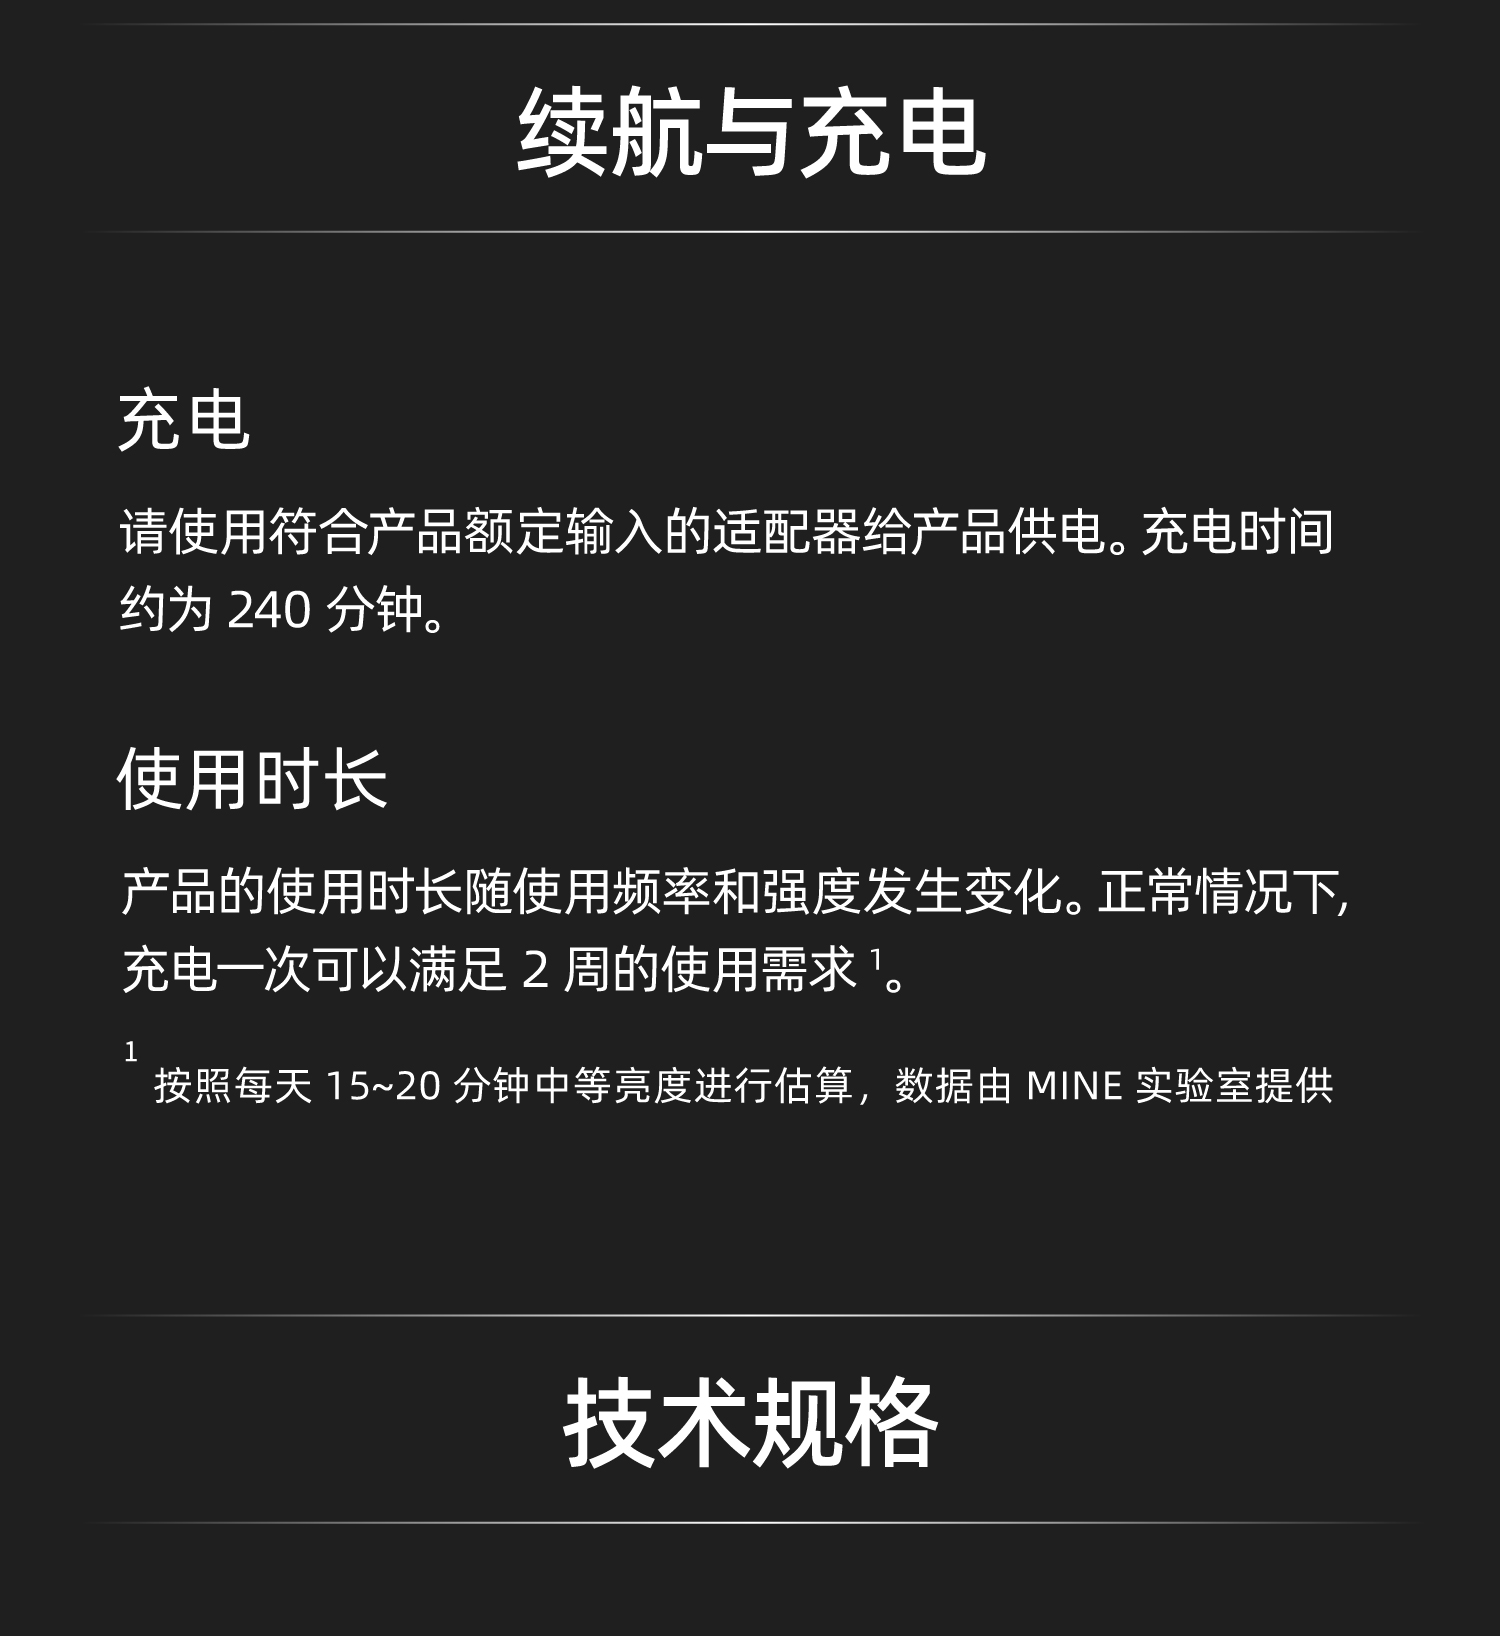 续航与充电
充电
请使用符合产品额定输入的适配器给产品供电。充电时间
约为 240 分钟。
使用时长
产品的使用时长随使用频率和强度发生变化。正常情况下,
充电一次可以满足 2 周的使用需求 ¹。
¹ 按照每天 15~20 分钟中等亮度进行估算，数据由 MINE 实验室提供
技术规格